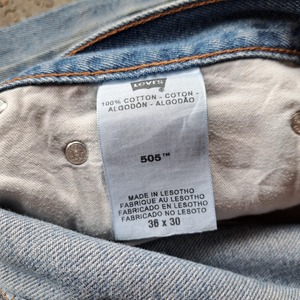 LEVI'S
100% COTTON - COTON -
ALGODÓN - ALGODÃO
505™
MADE IN LESOTHO
FABRIQUE AU LESOTHO
FABRICADO EN LESOTHO
FABRICADO NO LESOTO
36 x 30